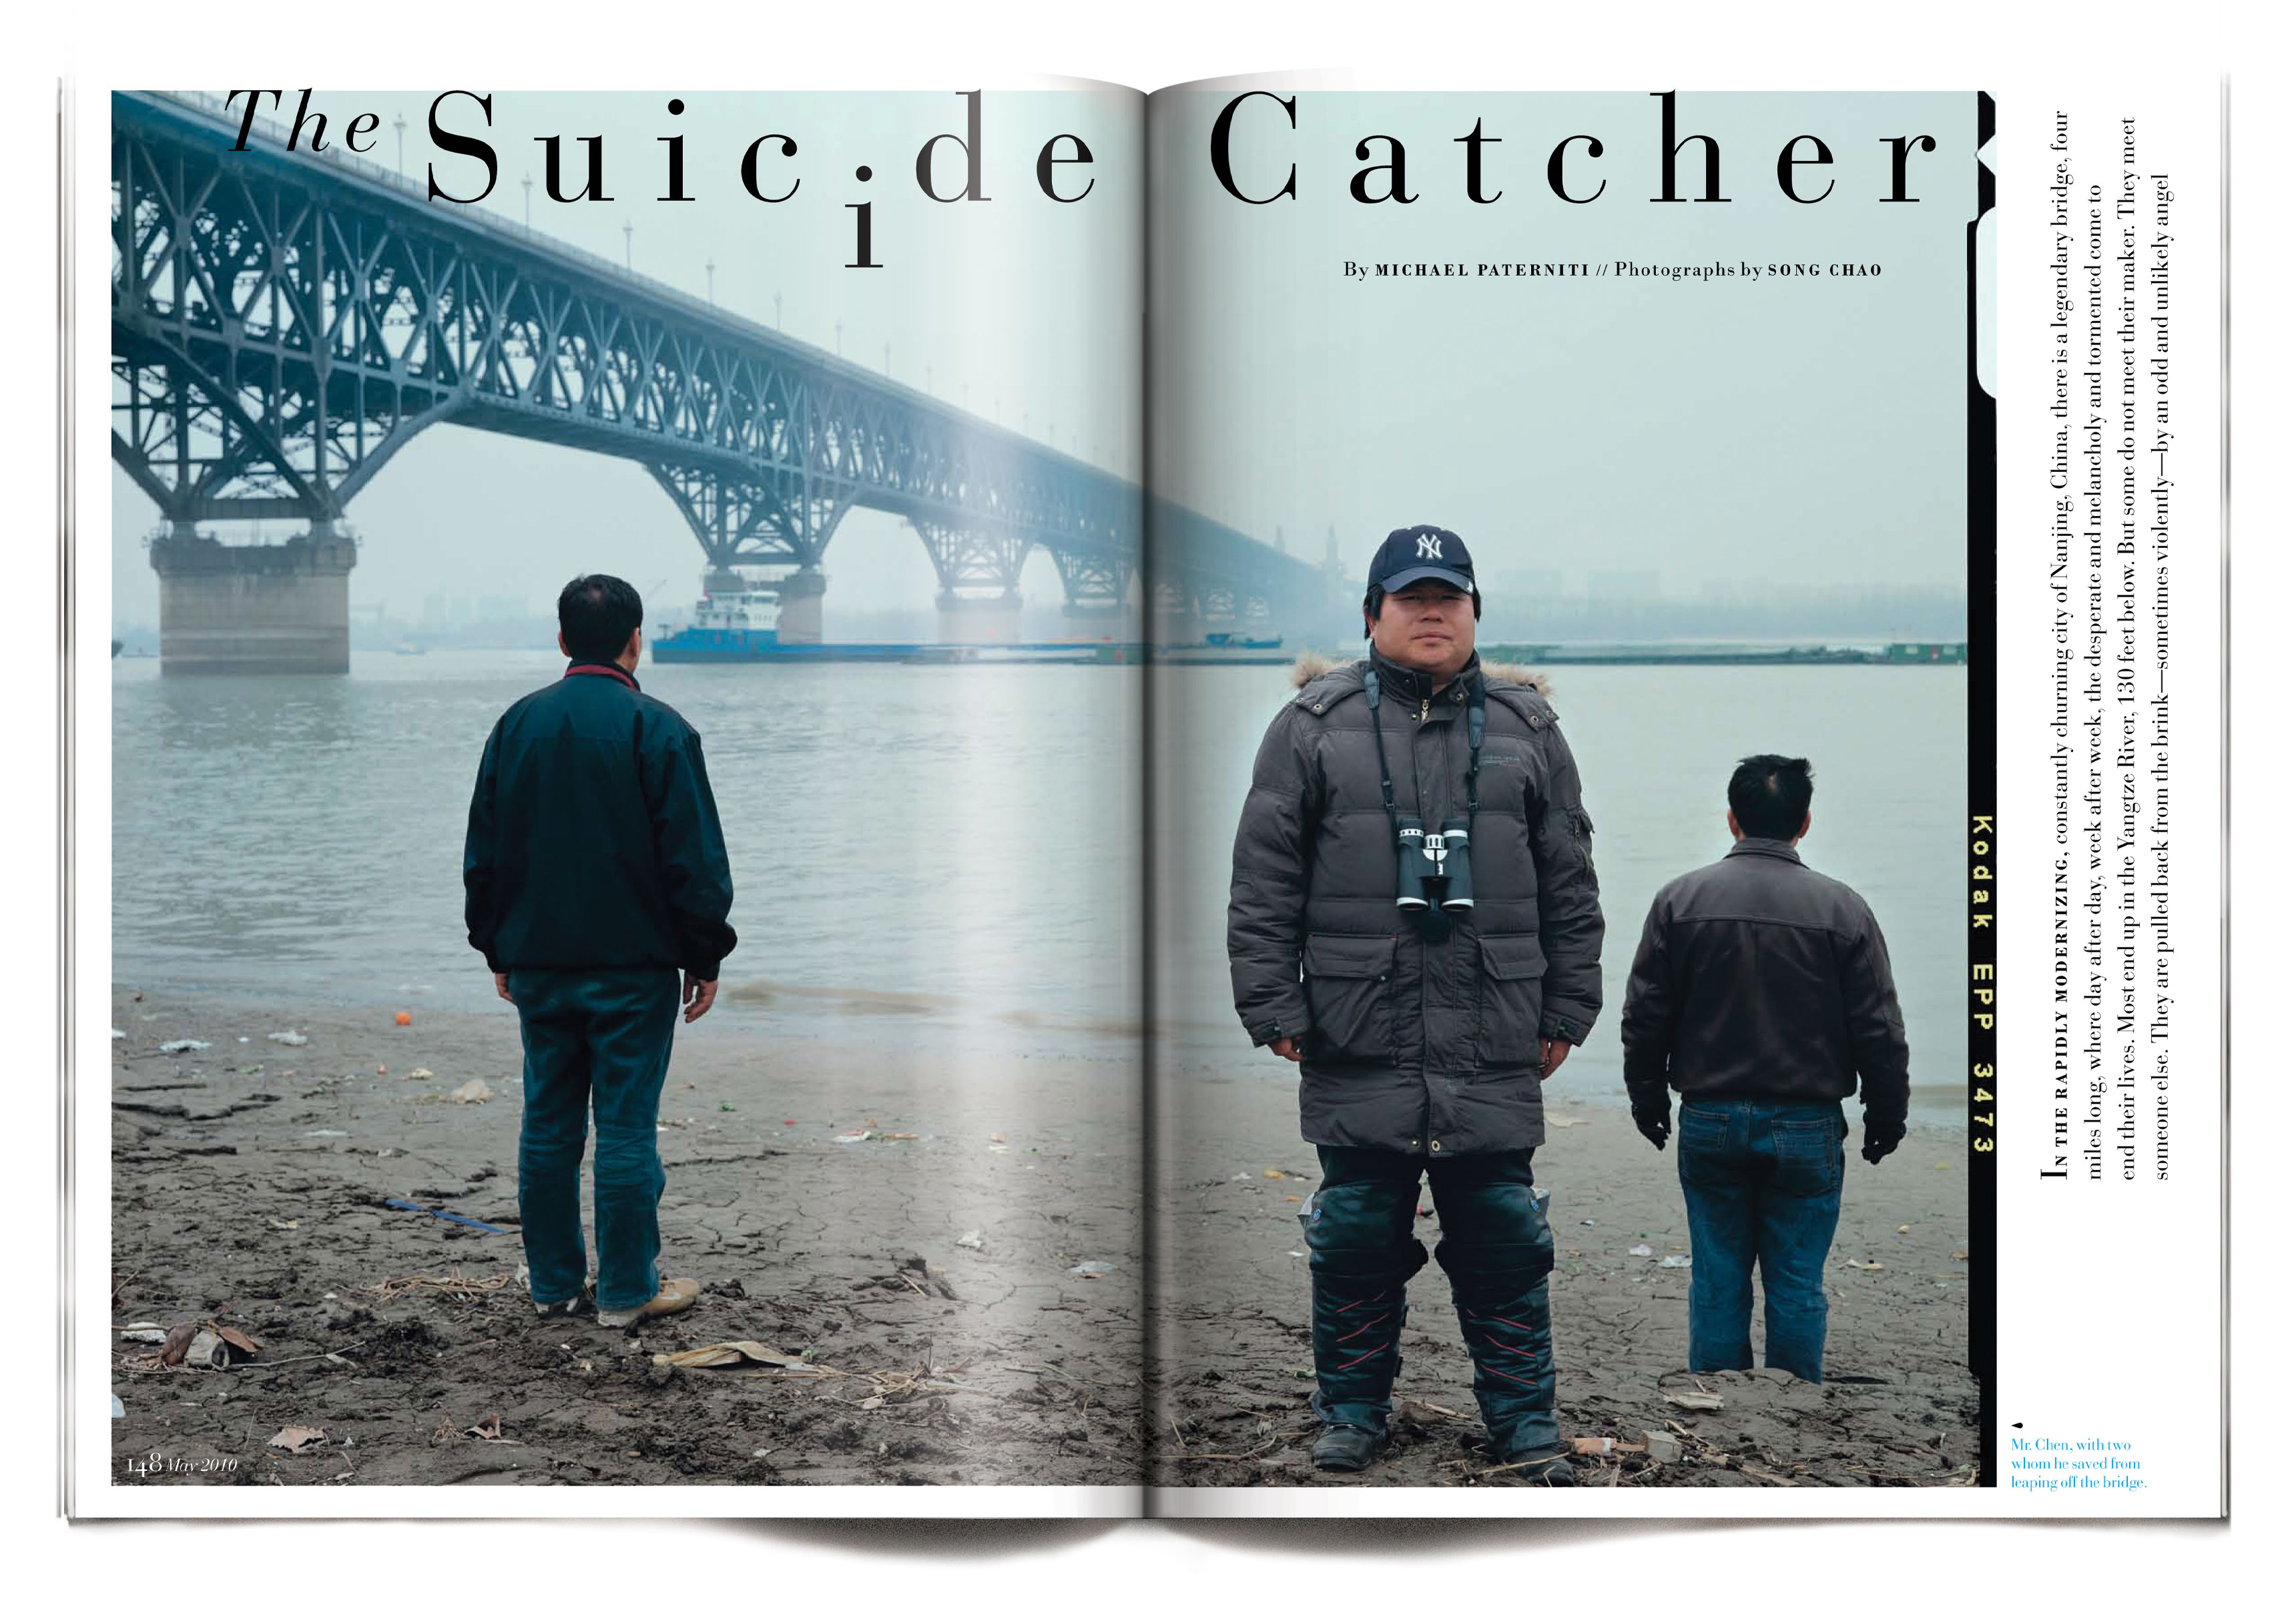 The Suicide Catcher
By MICHAEL PATERNITI // Photographs by SONG CHAO
NY
Kodak EPP 3473
IN THE RAPIDLY MODERNIZING, constantly churning city of Nanjing, China, there is a legendary bridge, four
miles long, where day after day, week after week, the desperate and melancholy and tormented come to
end their lives. Most end up in the Yangtze River, 130 feet below. But some do not meet their maker. They meet
someone else. They are pulled back from the brink—sometimes violently—by an odd and unlikely angel
Mr. Chen, with two
whom he saved from
leaping off the bridge.
148 May 2010